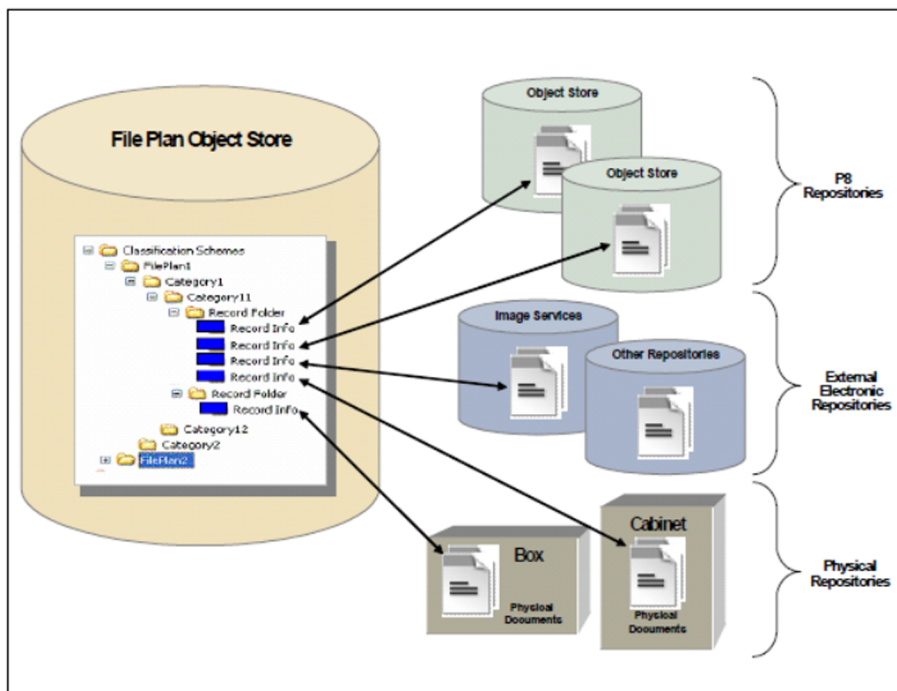 File Plan Object Store
Classification Schemes
FilePlan1
Category1
Category11
Record Folder
Record Info
Record Info
Record Info
Record Info
Record Folder
Record Info
Category12
Category2
FilePlan2
Object Store
Object Store
P8
Repositories
Image Services
Other Repositories
External
Electronic
Repositories
Box
Physical
Documents
Cabinet
Physical
Documents
Physical
Repositories